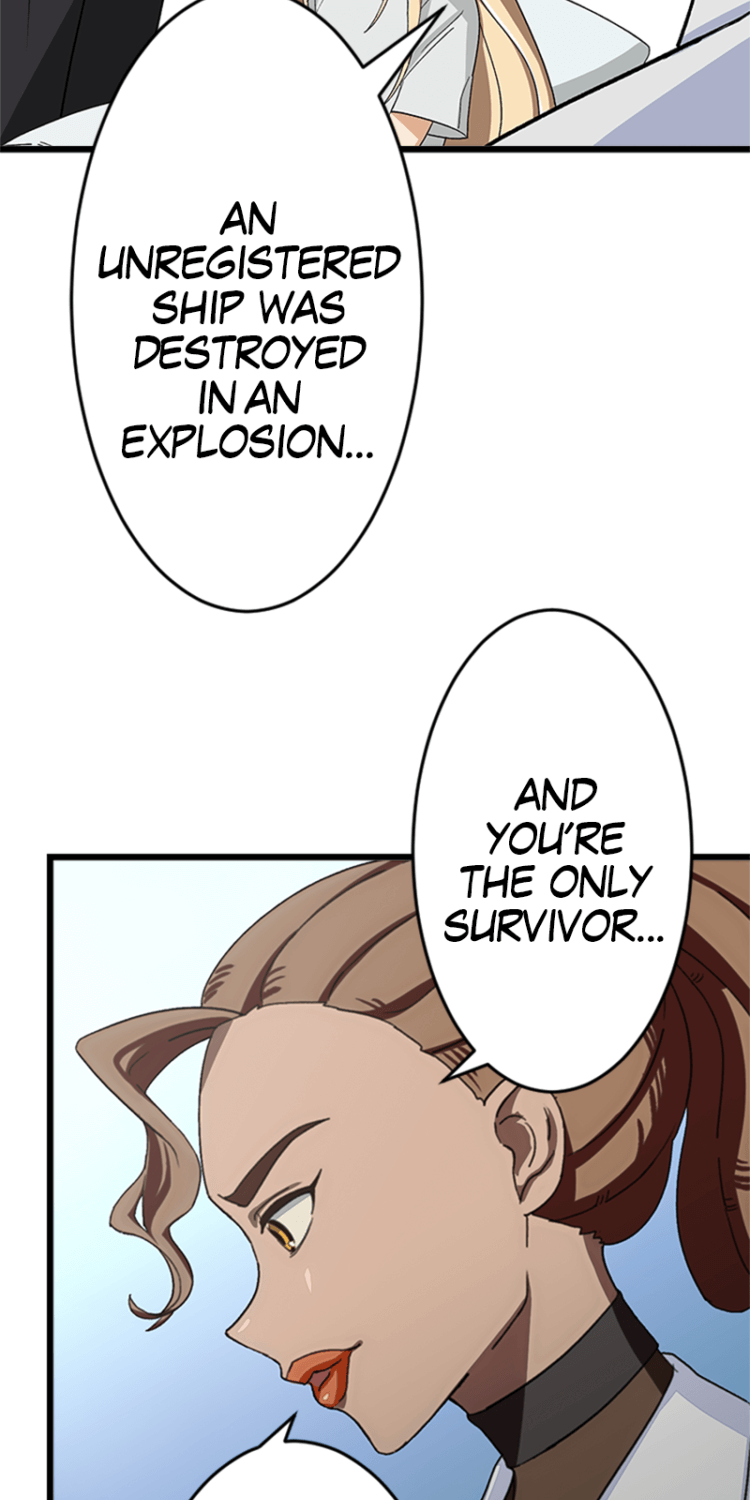 AN
UNREGISTERED
SHIP WAS
DESTROYED
IN AN
EXPLOSION...
AND
YOU'RE
THE ONLY
SURVIVOR...